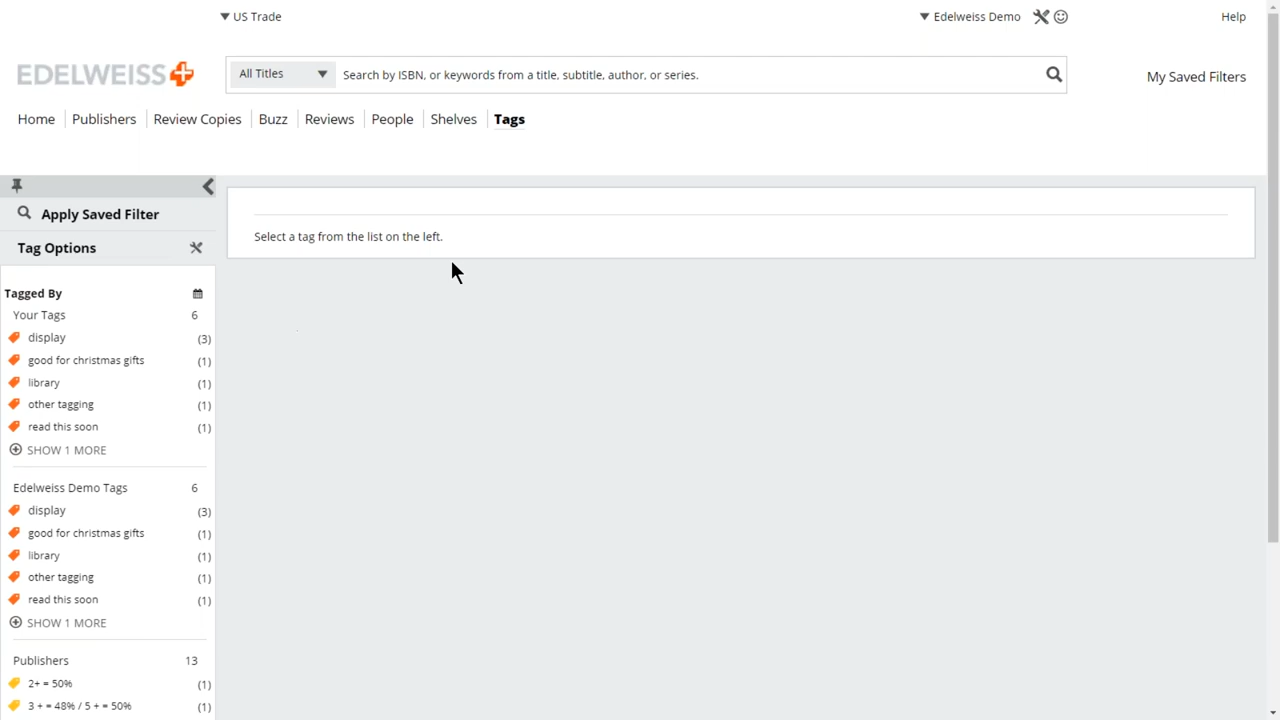 US Trade
Edelweiss Demo
Help
EDELWEISS
All Titles
Search by ISBN, or keywords from a title, subtitle, author, or series.
My Saved Filters
Home
Publishers
Review Copies
Buzz
Reviews
People
Shelves
Tags
Apply Saved Filter
Tag Options
Tagged By
Your Tags 6
display (3)
good for christmas gifts (1)
library (1)
other tagging (1)
read this soon (1)
SHOW 1 MORE
Edelweiss Demo Tags 6
display (3)
good for christmas gifts (1)
library (1)
other tagging (1)
read this soon (1)
SHOW 1 MORE
Publishers 13
2+ = 50% (1)
3 + = 48% / 5 + = 50% (1)
Select a tag from the list on the left.